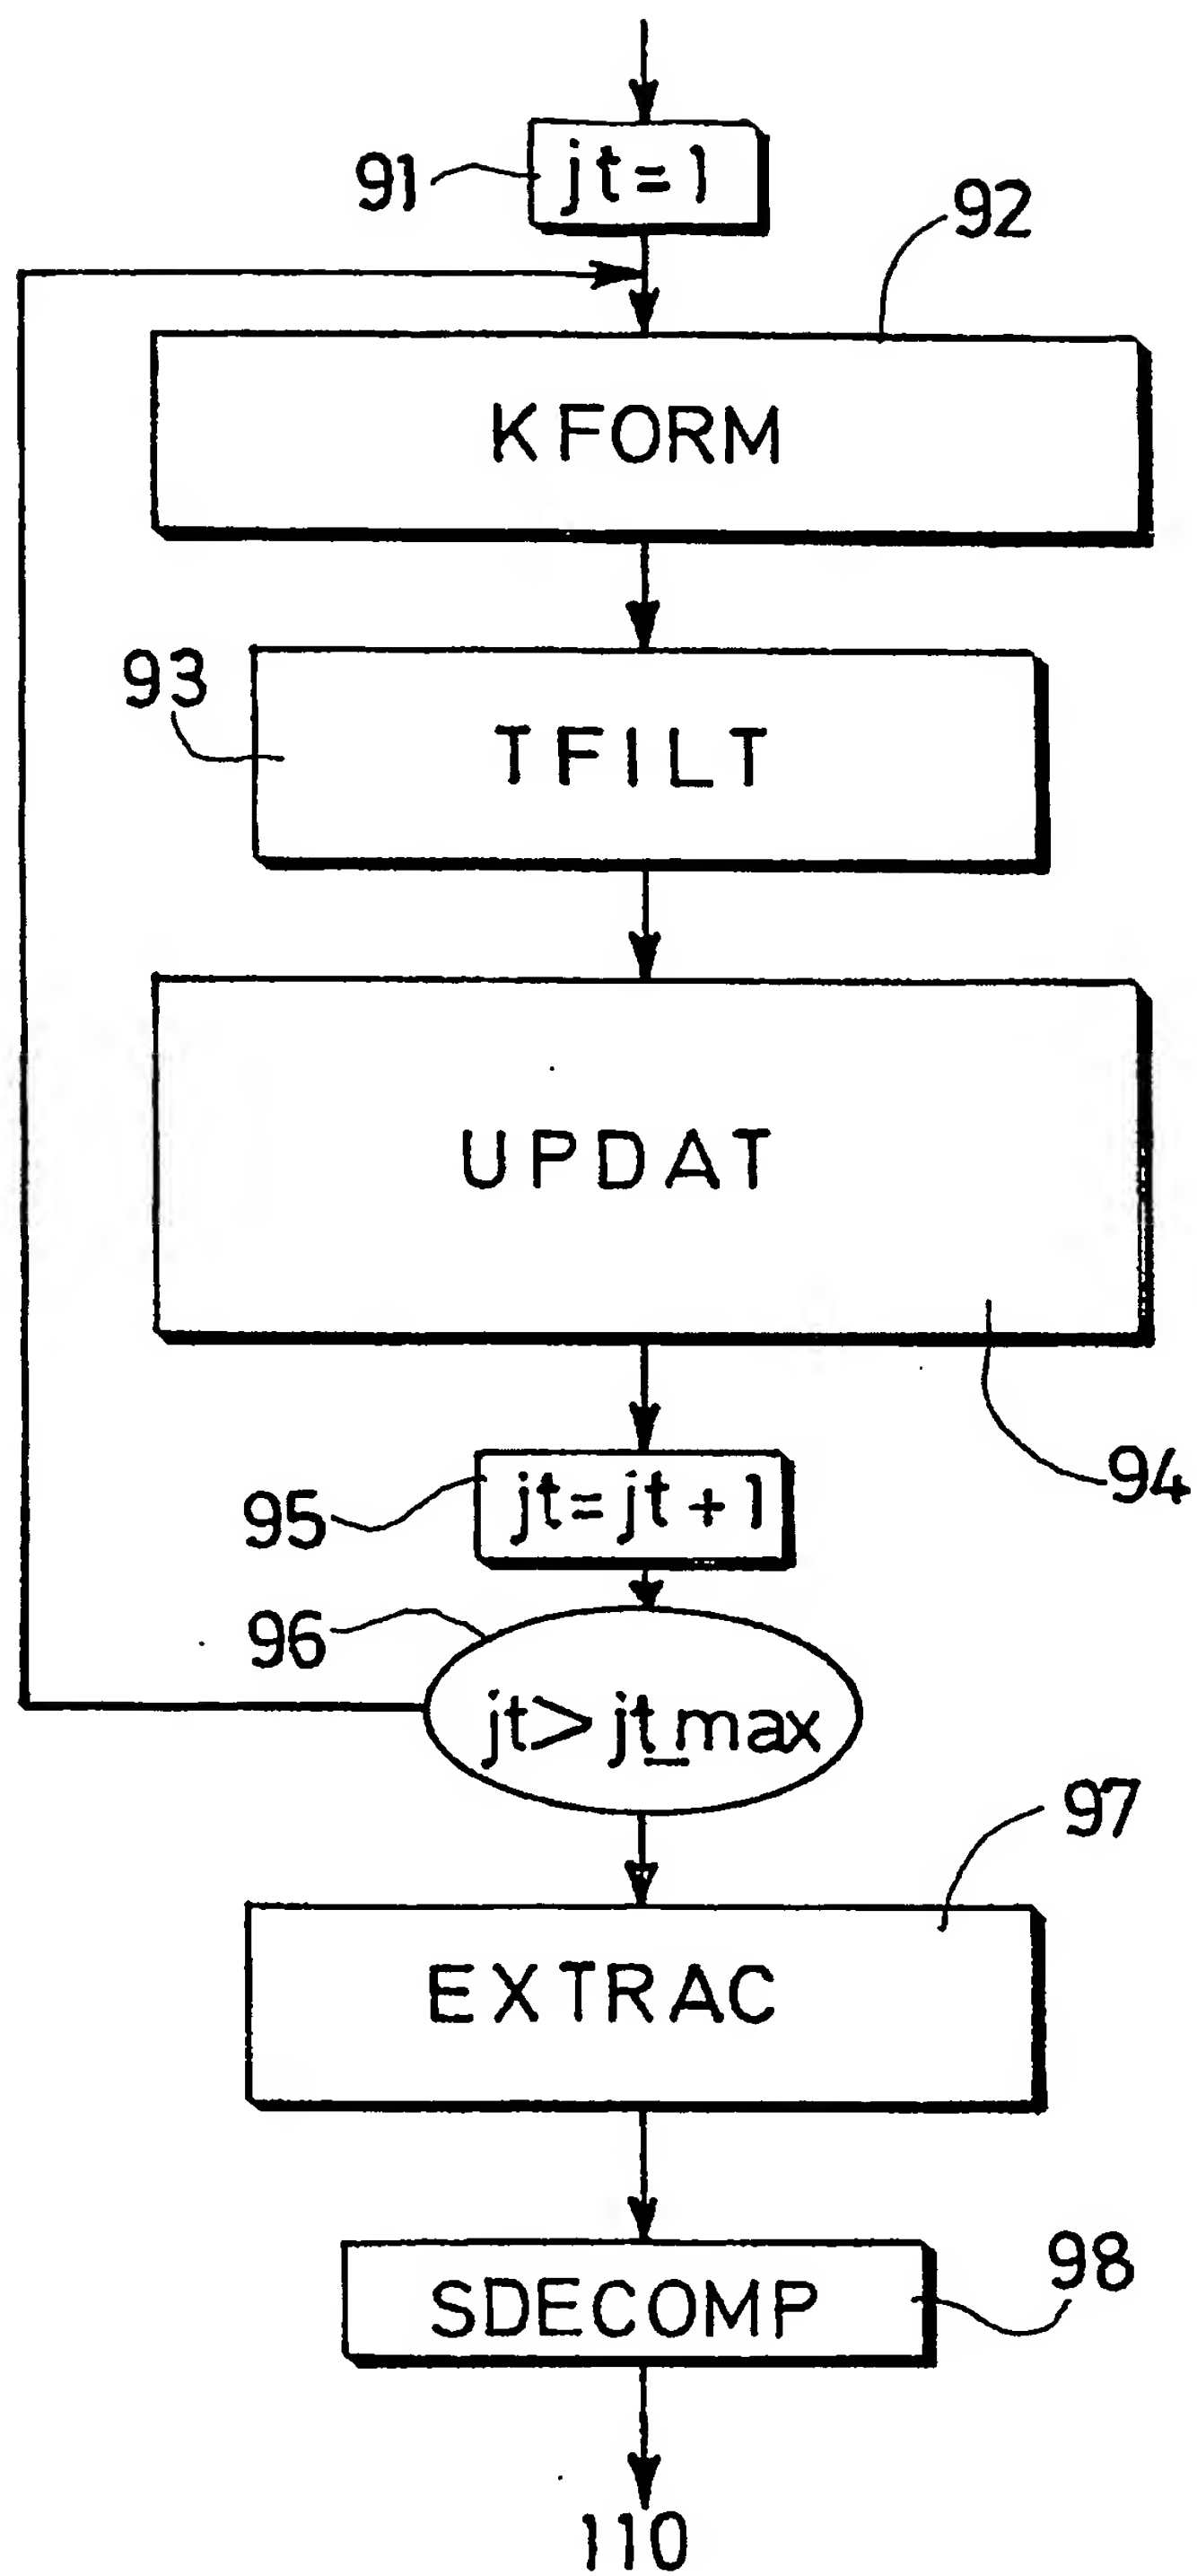 91
jt=1
92
KFORM
93
TFILT
UPDAT
94
95
jt=jt+1
96
jt>jt_max
97
EXTRAC
98
SDECOMP
110